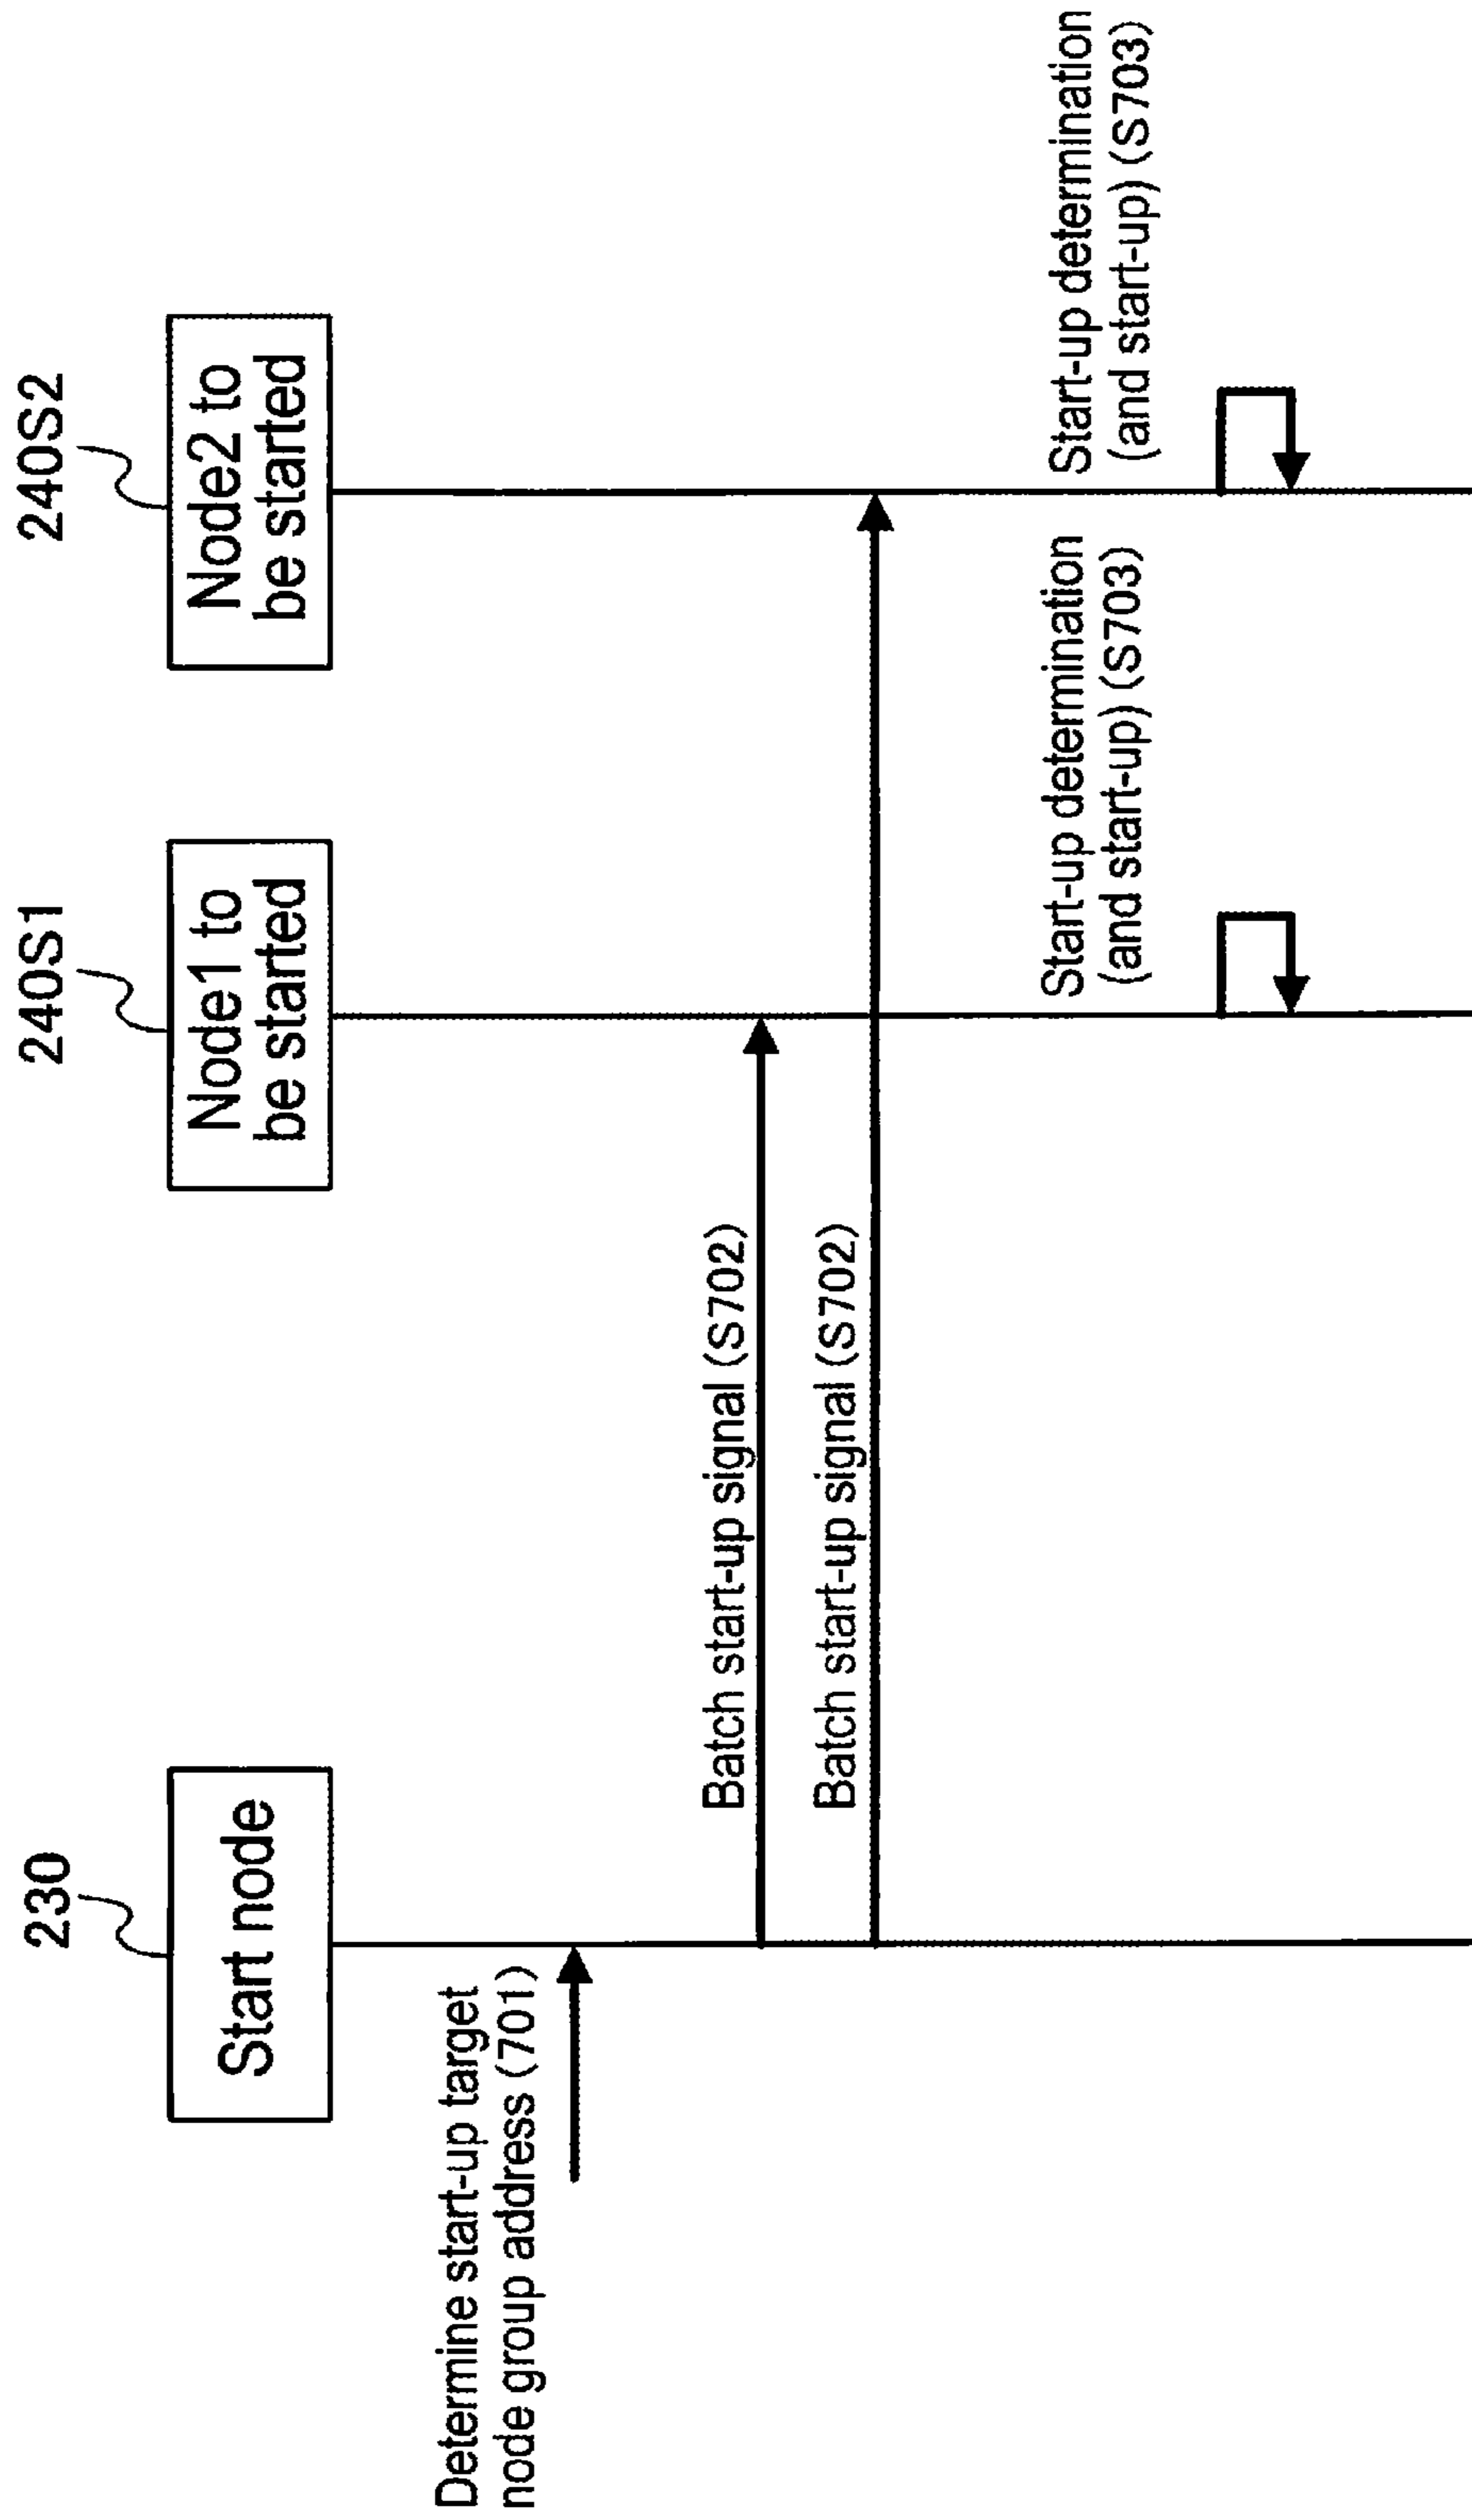 230
240S1
240S2
Start node
Node1 to
be started
Node2 to
be started
Determine start-up target
node group address (701)
Batch start-up signal (S702)
Batch start-up signal (S702)
Start-up determination
(and start-up) (S703)
Start-up determination
(and start-up) (S703)